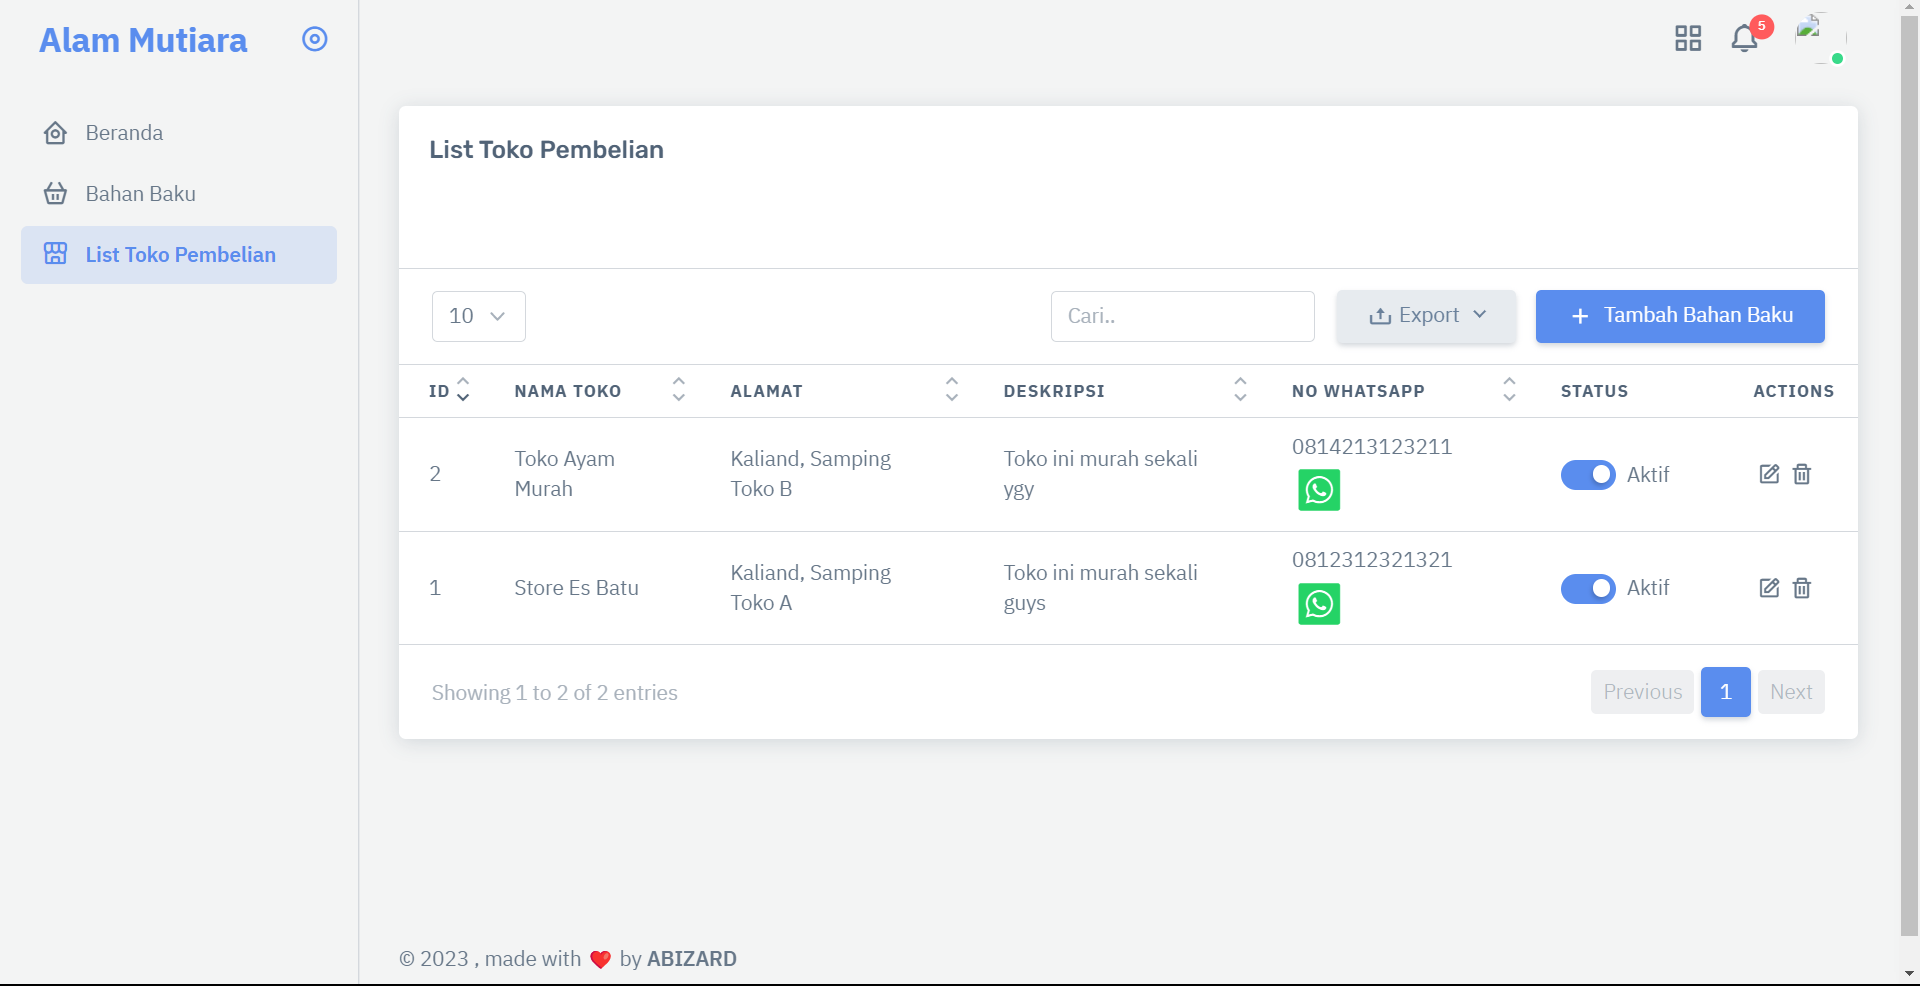 Alam Mutiara
5
Beranda
Bahan Baku
List Toko Pembelian
List Toko Pembelian
10
Cari..
Export
+ Tambah Bahan Baku
ID NAMA TOKO ALAMAT DESKRIPSI NO WHATSAPP STATUS ACTIONS
2 Toko Ayam Murah Kaliand, Samping Toko B Toko ini murah sekali ygy 0814213123211 Aktif
1 Store Es Batu Kaliand, Samping Toko A Toko ini murah sekali guys 0812312321321 Aktif
Showing 1 to 2 of 2 entries
Previous 1 Next
© 2023 , made with ❤️ by ABIZARD